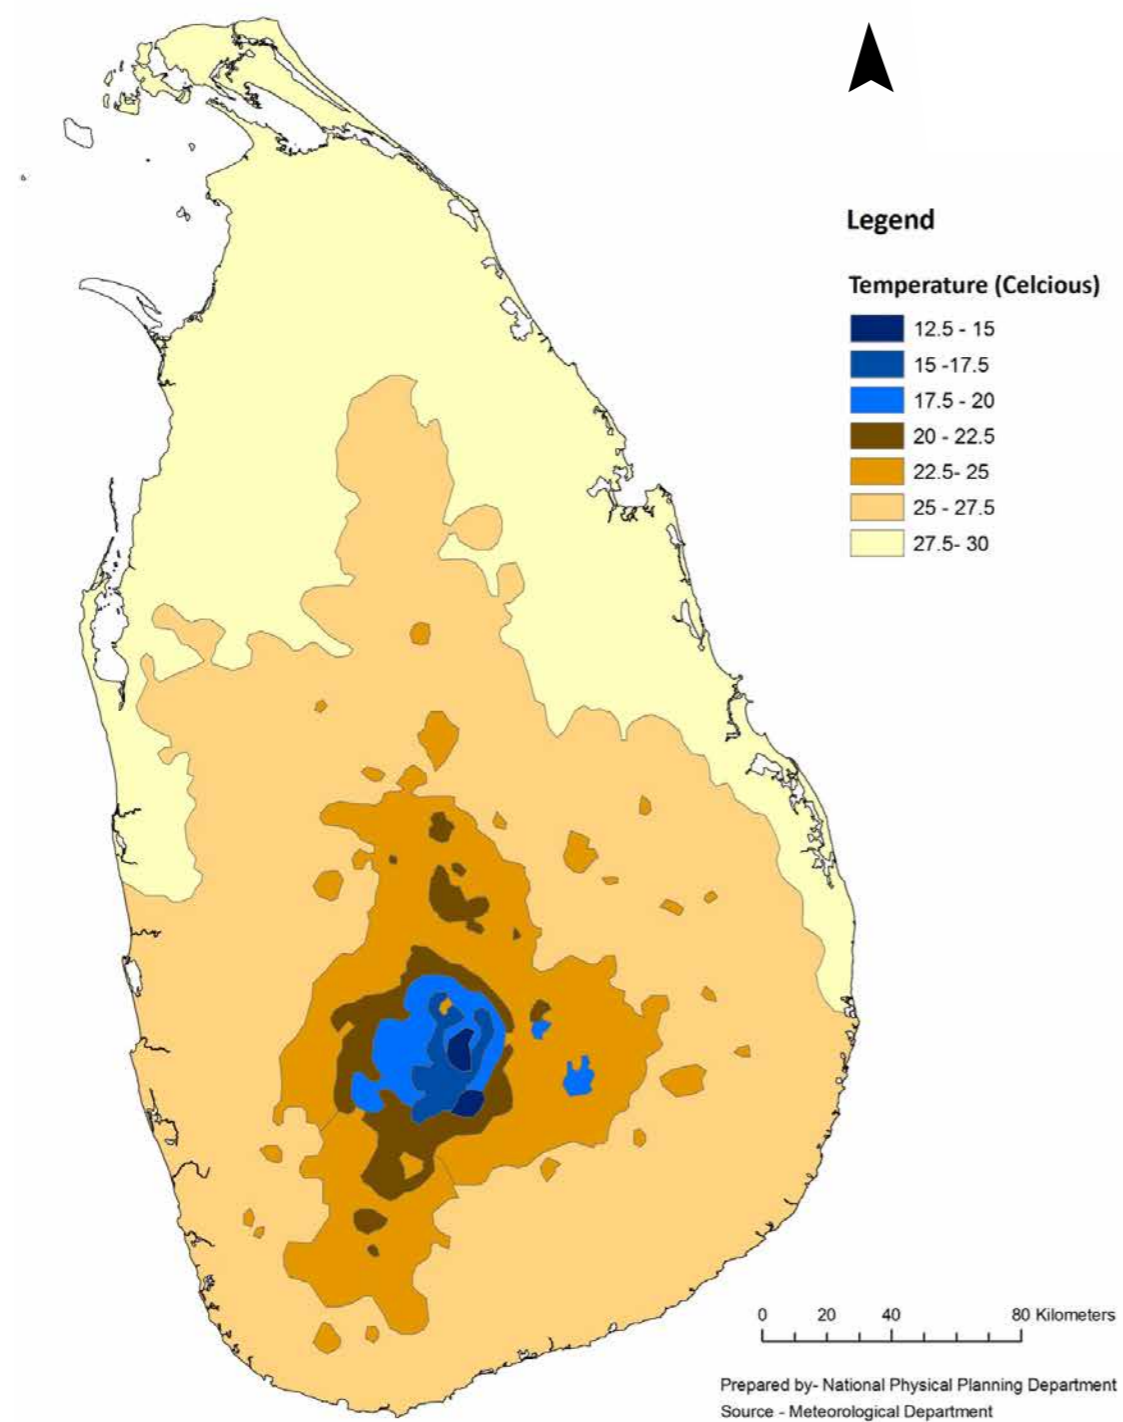 Legend
Temperature (Celcious)
12.5 - 15
15 -17.5
17.5 - 20
20 - 22.5
22.5- 25
25 - 27.5
27.5- 30
0 20 40 80 Kilometers
Prepared by- National Physical Planning Department
Source - Meteorological Department